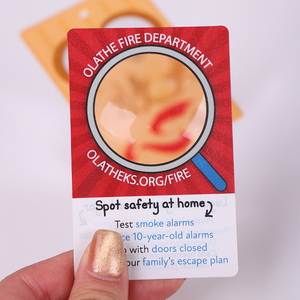 OLATHE FIRE DEPARTMENT
OLATHEKS.ORG/FIRE
Spot safety at home
Test smoke alarms
10-year-old alarms
with doors closed
your family's escape plan